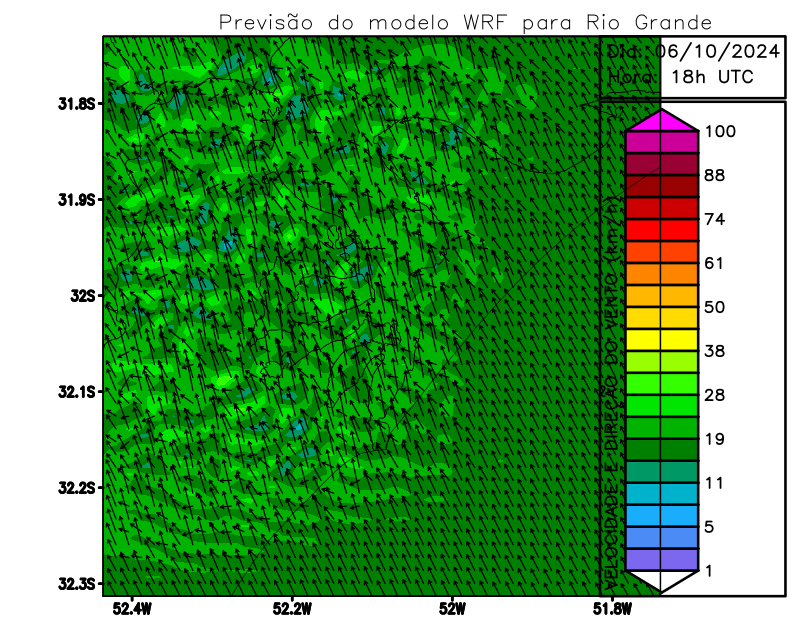 Previsão do modelo WRF para Rio Grande
Dia: 06/10/2024
Hora: 18h UTC
31.8S
31.9S
32S
32.1S
32.2S
32.3S
52.4W
52.2W
52W
51.8W
VELOCIDADE E DIREÇÃO DO VENTO (km/h)
100
88
74
61
50
38
28
19
11
5
1